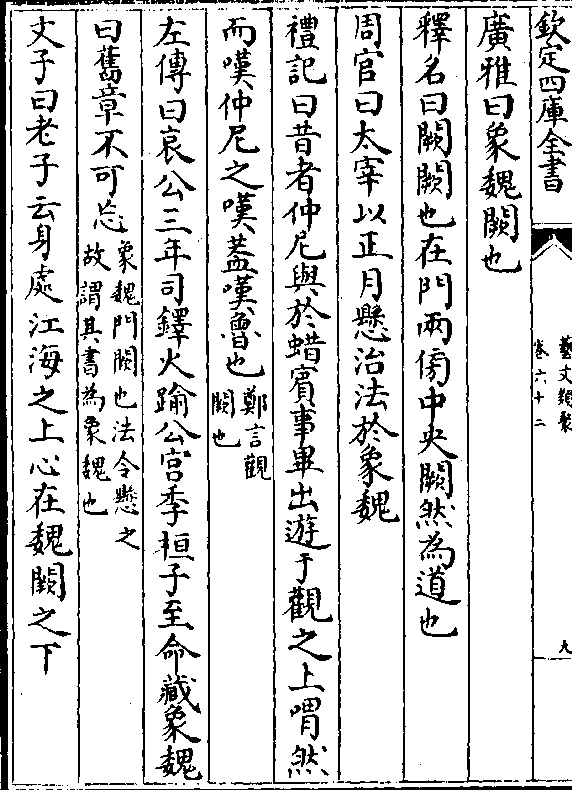 欽定四庫全書
藝文類聚
卷六十二
九
廣雅曰象魏闕也
釋名曰闕闕也在門兩傍中央闕然為道也
周官曰太宰以正月懸治法於象魏
禮記曰昔者仲尼與於蜡賓事畢出遊于觀之上喟然
而嘆仲尼之嘆蓋嘆魯也鄭言觀
闕也
左傳曰哀公三年司鐸火踰公宮季桓子至命藏象魏
曰舊章不可忘象魏門闕也法令懸之
故謂其書為象魏也
文子曰老子云身處江海之上心在魏闕之下